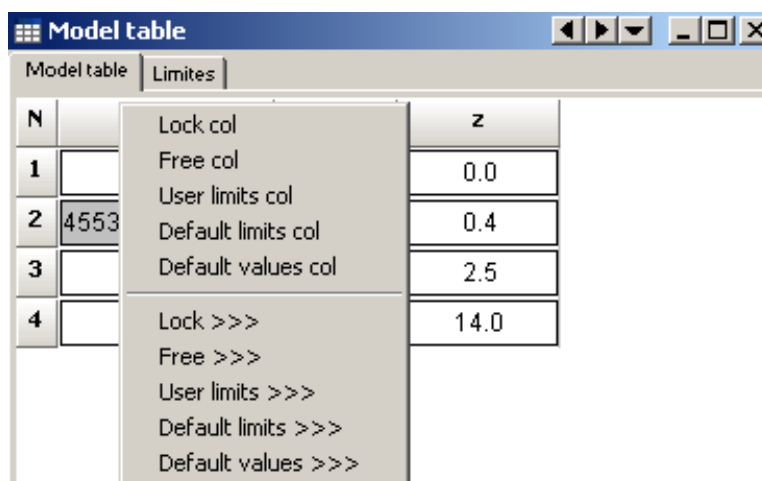 Model table
Model table Limites
N z
1 0.0
2 4553 0.4
3 2.5
4 14.0
Lock col
Free col
User limits col
Default limits col
Default values col
Lock >>>
Free >>>
User limits >>>
Default limits >>>
Default values >>>